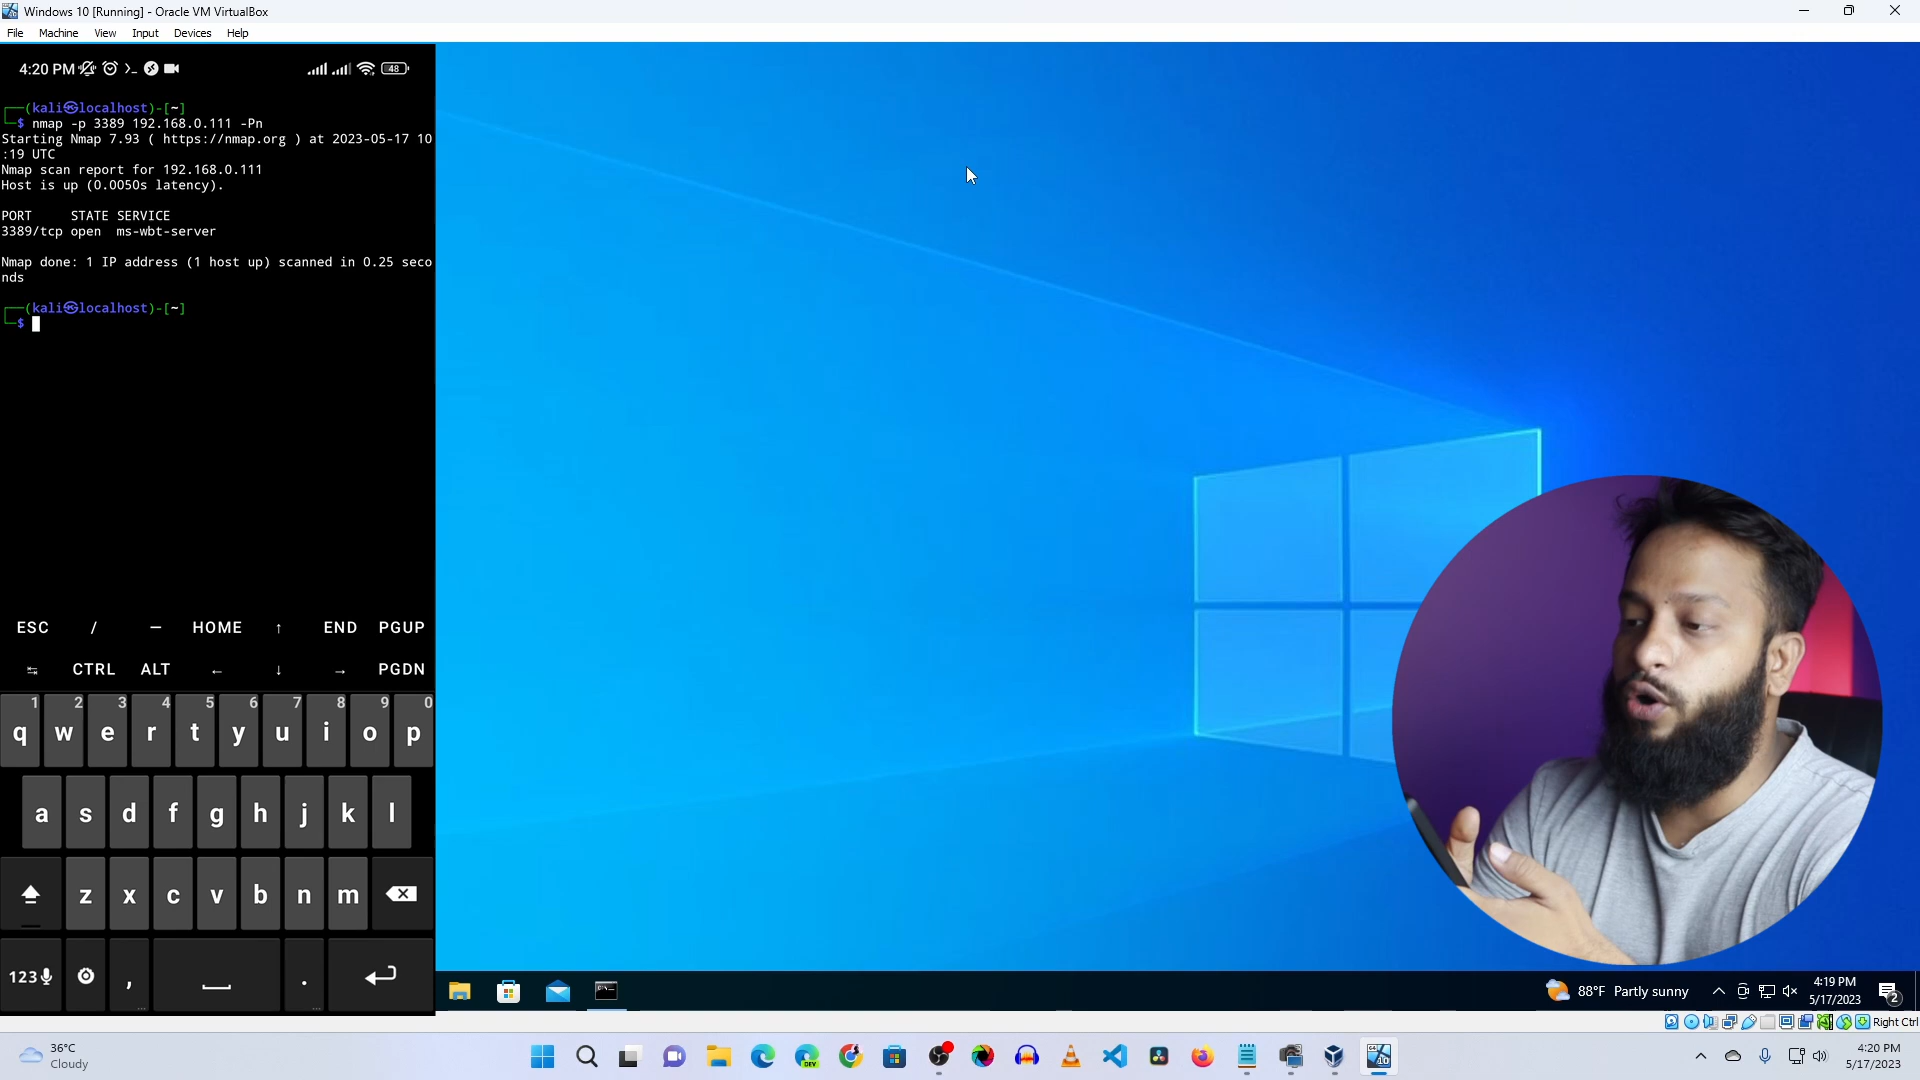 Windows 10 [Running] - Oracle VM VirtualBox
File Machine View Input Devices Help
4:20 PM
48
(kali㉿localhost)-[~]
$ nmap -p 3389 192.168.0.111 -Pn
Starting Nmap 7.93 ( https://nmap.org ) at 2023-05-17 10
:19 UTC
Nmap scan report for 192.168.0.111
Host is up (0.0050s latency).
PORT STATE SERVICE
3389/tcp open ms-wbt-server
Nmap done: 1 IP address (1 host up) scanned in 0.25 seco
nds
(kali㉿localhost)-[~]
$
ESC / — HOME ↑ END PGUP
↹ CTRL ALT ← ↓ → PGDN
1 2 3 4 5 6 7 8 9 0
q w e r t y u i o p
a s d f g h j k l
z x c v b n m
123 , .
88°F Partly sunny
4:19 PM
5/17/2023
2
Right Ctrl
36°C
Cloudy
DEV
10
4:20 PM
5/17/2023